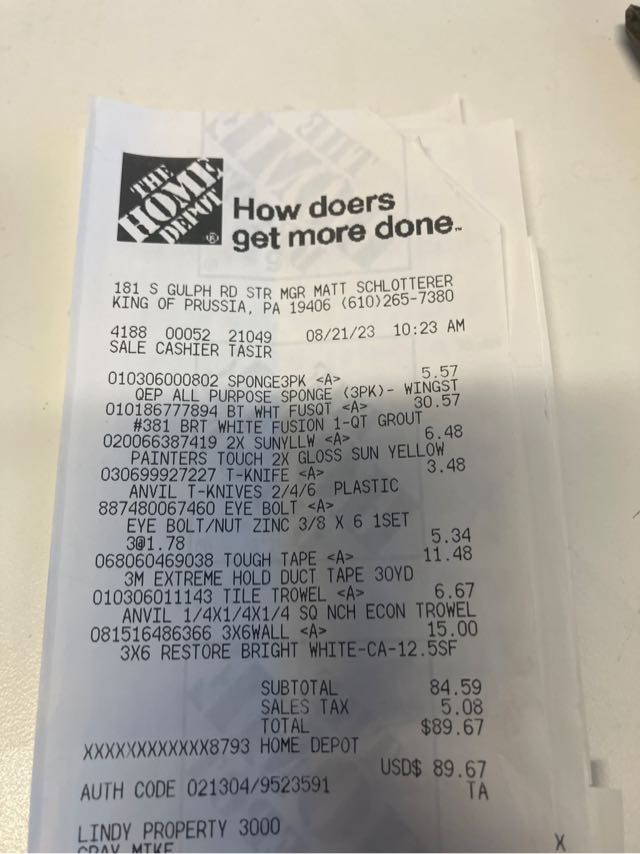 THE
HOME
DEPOT
®
How doers
get more done™
181 S GULPH RD STR MGR MATT SCHLOTTERER
KING OF PRUSSIA, PA 19406 (610)265-7380
4188 00052 21049 08/21/23 10:23 AM
SALE CASHIER TASIR
010306000802 SPONGE3PK <A> 5.57
QEP ALL PURPOSE SPONGE (3PK)- WINGST
010186777894 BT WHT FUSQT <A> 30.57
#381 BRT WHITE FUSION 1-QT GROUT
020066387419 2X SUNYLLW <A> 6.48
PAINTERS TOUCH 2X GLOSS SUN YELLOW
030699927227 T-KNIFE <A> 3.48
ANVIL T-KNIVES 2/4/6 PLASTIC
887480067460 EYE BOLT <A>
EYE BOLT/NUT ZINC 3/8 X 6 1SET
3@1.78 5.34
068060469038 TOUGH TAPE <A> 11.48
3M EXTREME HOLD DUCT TAPE 30YD
010306011143 TILE TROWEL <A> 6.67
ANVIL 1/4X1/4X1/4 SQ NCH ECON TROWEL
081516486366 3X6WALL <A> 15.00
3X6 RESTORE BRIGHT WHITE-CA-12.5SF
SUBTOTAL 84.59
SALES TAX 5.08
TOTAL $89.67
XXXXXXXXXXXX8793 HOME DEPOT
USD$ 89.67
AUTH CODE 021304/9523591 TA
LINDY PROPERTY 3000
X
GRAY MIKE